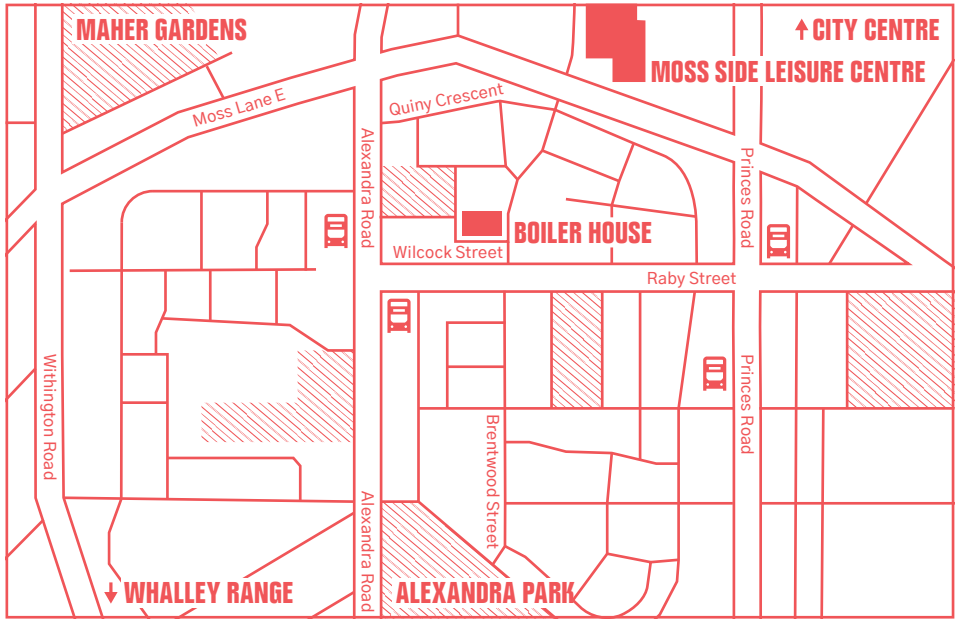 MAHER GARDENS
CITY CENTRE
MOSS SIDE LEISURE CENTRE
Moss Lane E
Quiny Crescent
Alexandra Road
Princes Road
BOILER HOUSE
Wilcock Street
Raby Street
Withington Road
Princes Road
Brentwood Street
Alexandra Road
WHALLEY RANGE
ALEXANDRA PARK